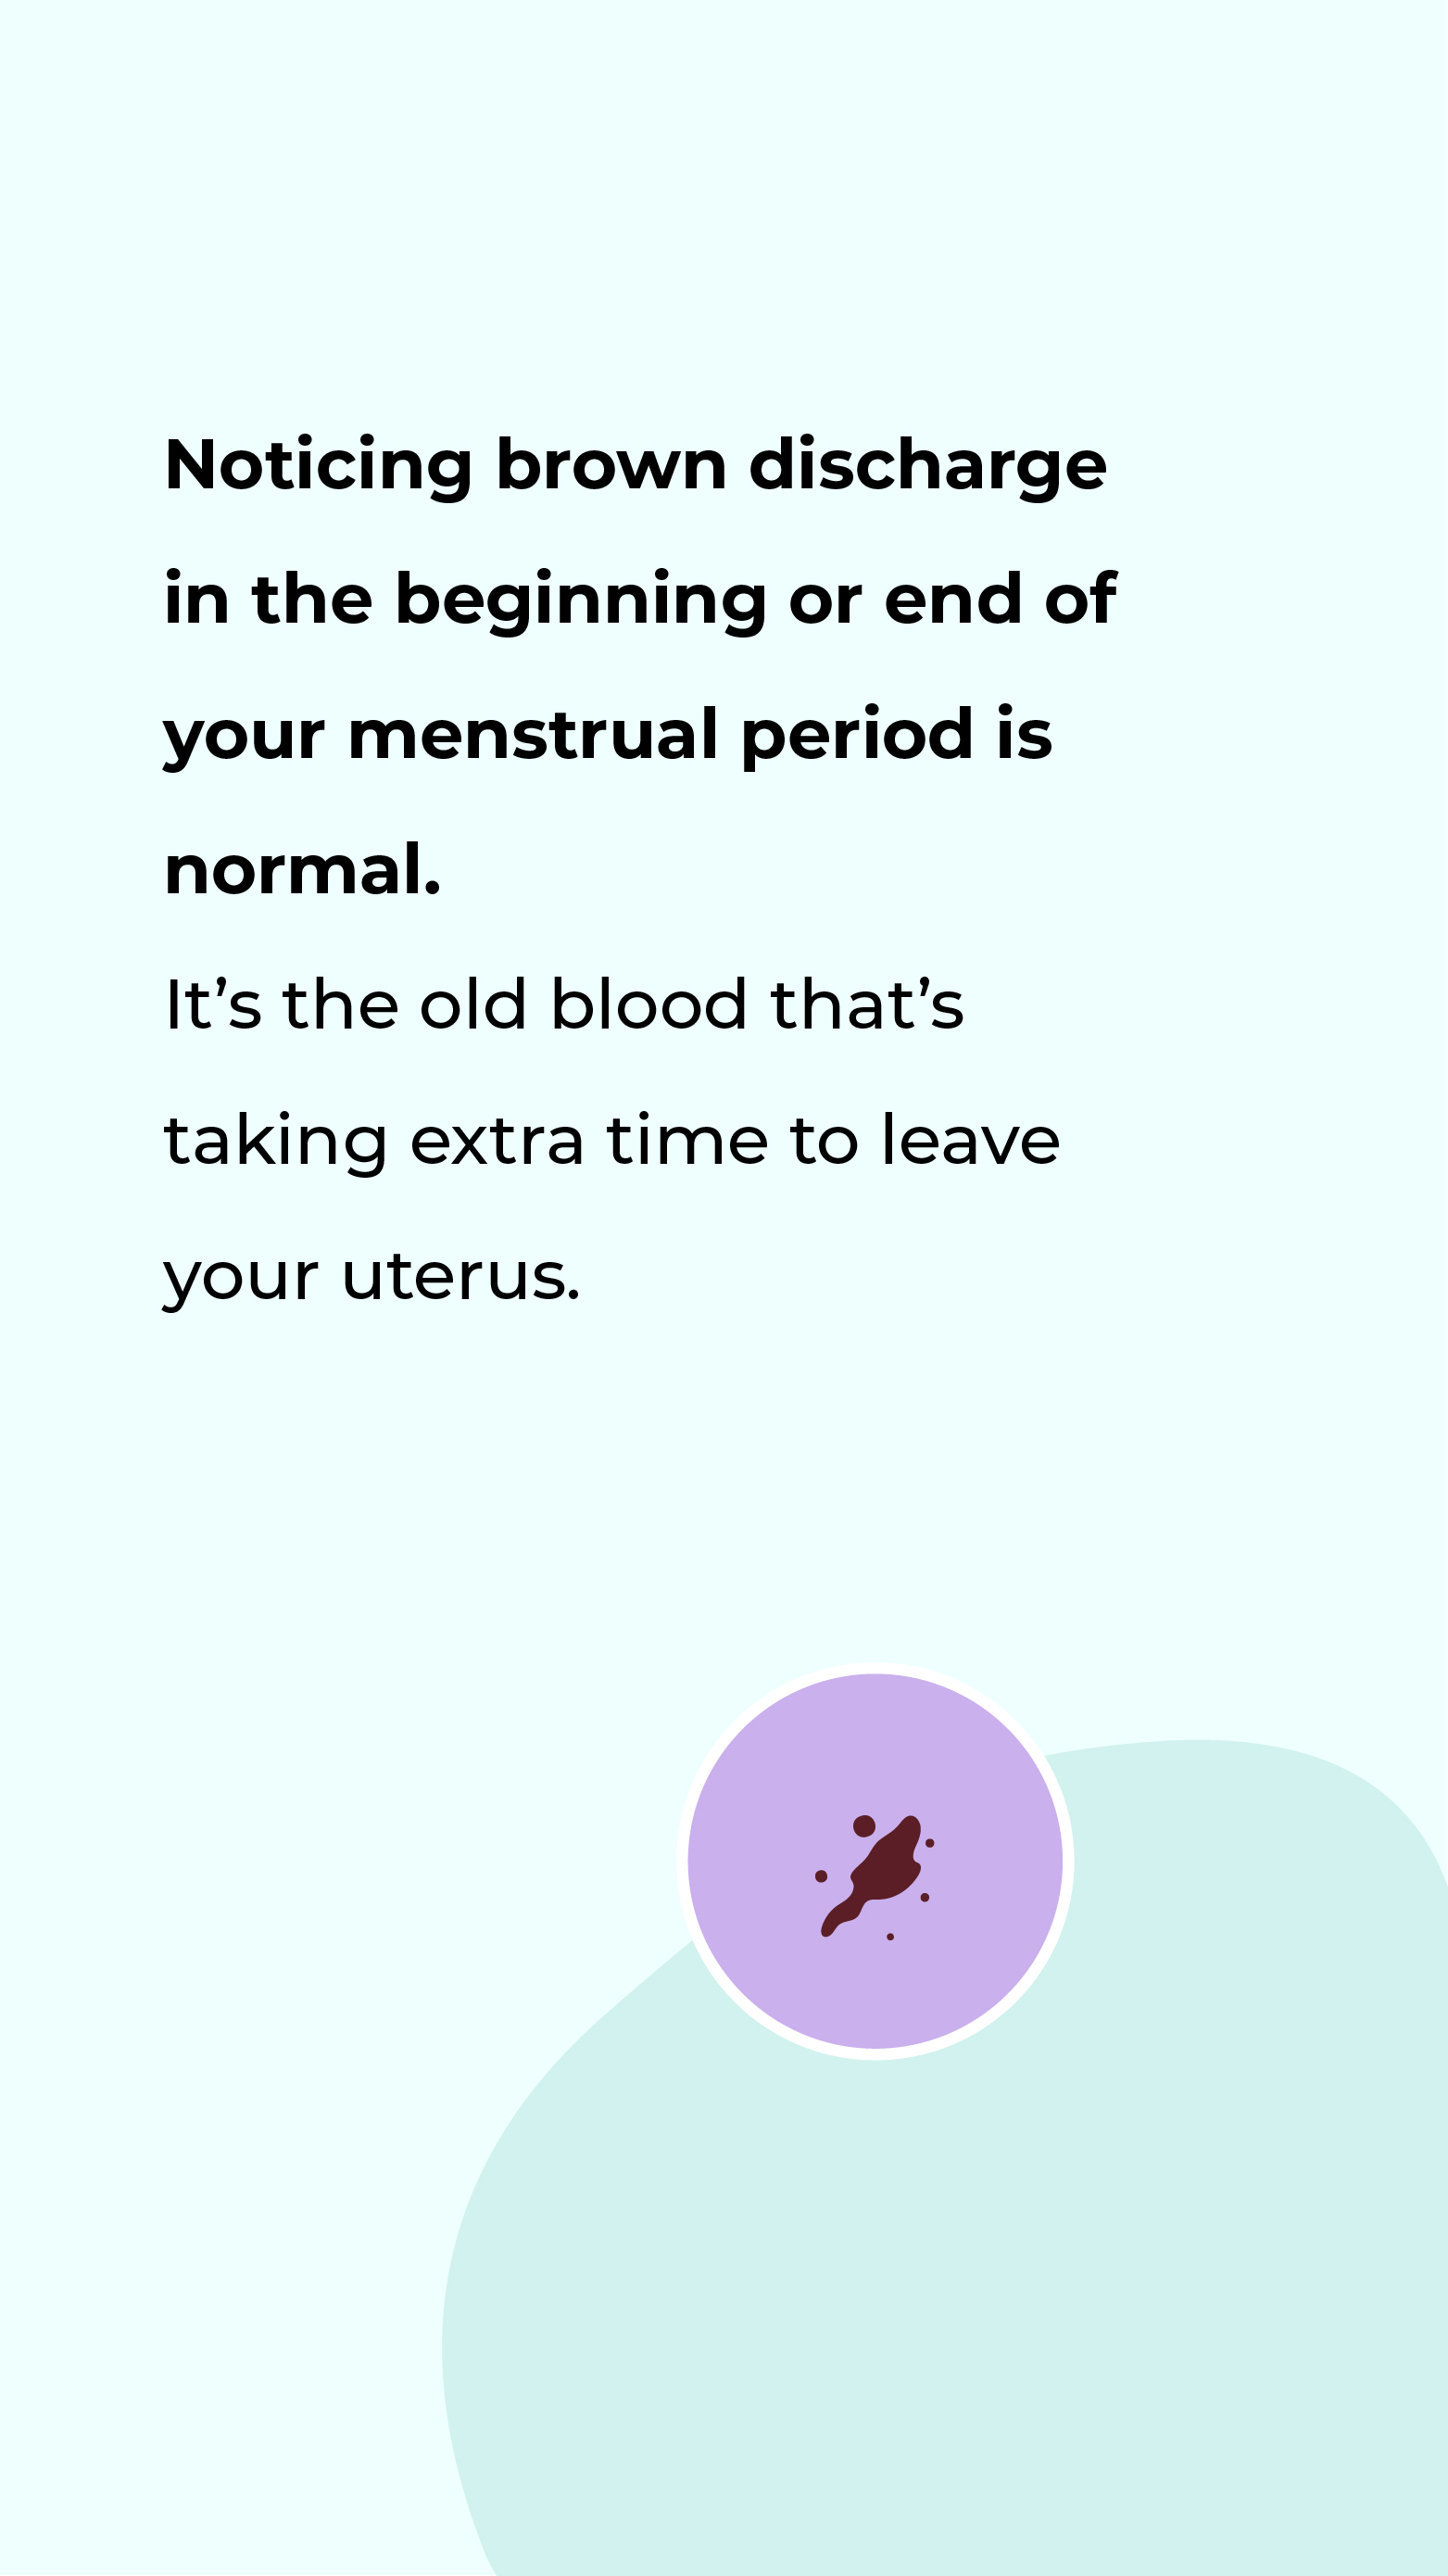 Noticing brown discharge
in the beginning or end of
your menstrual period is
normal.
It’s the old blood that’s
taking extra time to leave
your uterus.